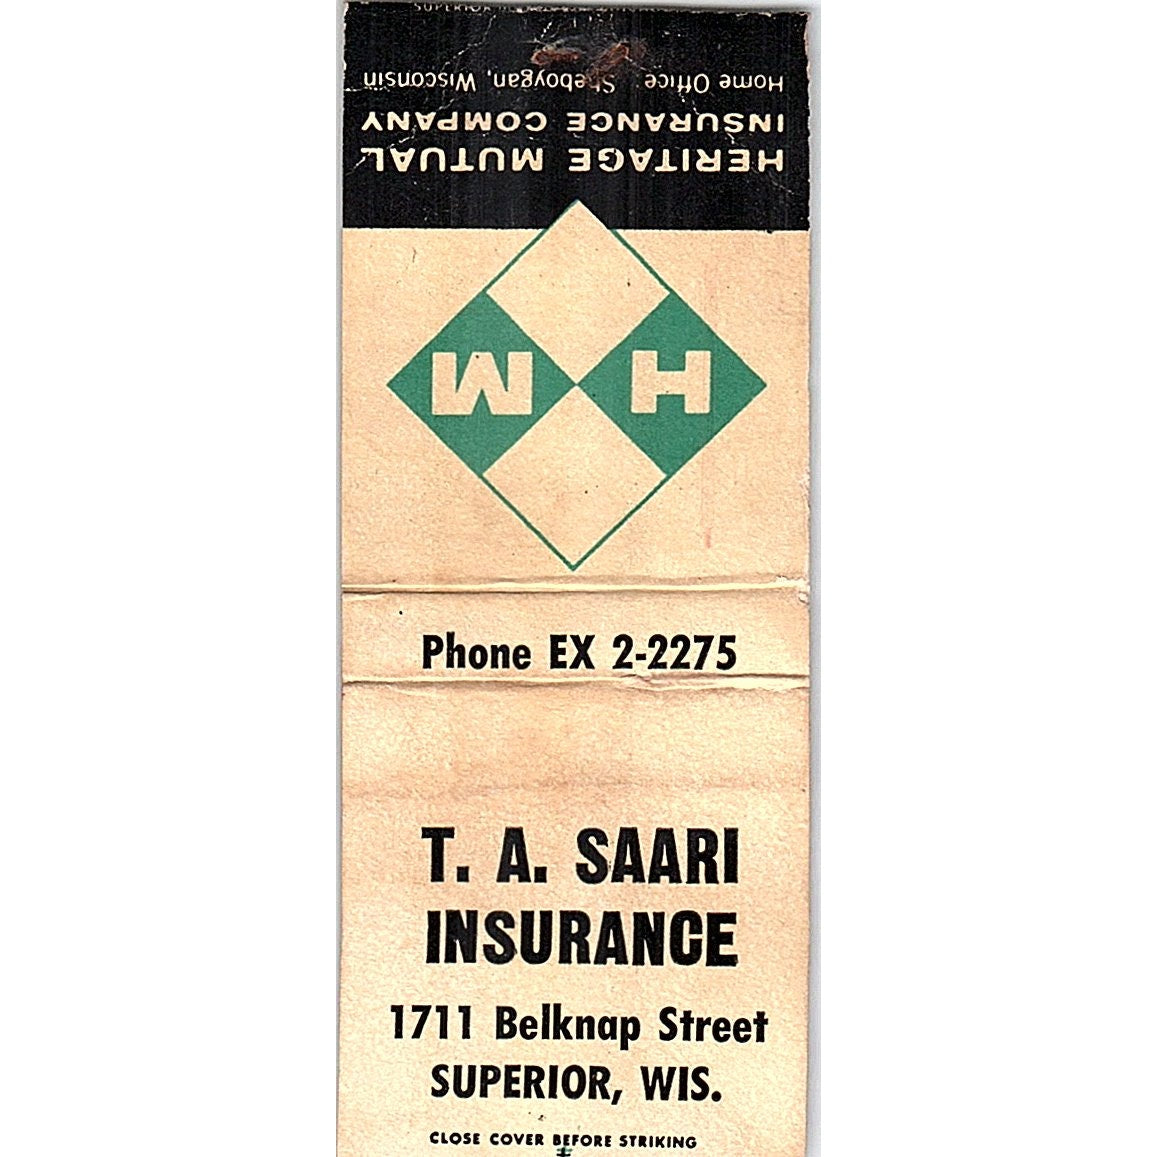 HERITAGE MUTUAL
INSURANCE COMPANY
Home Office Sheboygan, Wisconsin
H M
Phone EX 2-2275
T. A. SAARI
INSURANCE
1711 Belknap Street
SUPERIOR, WIS.
CLOSE COVER BEFORE STRIKING